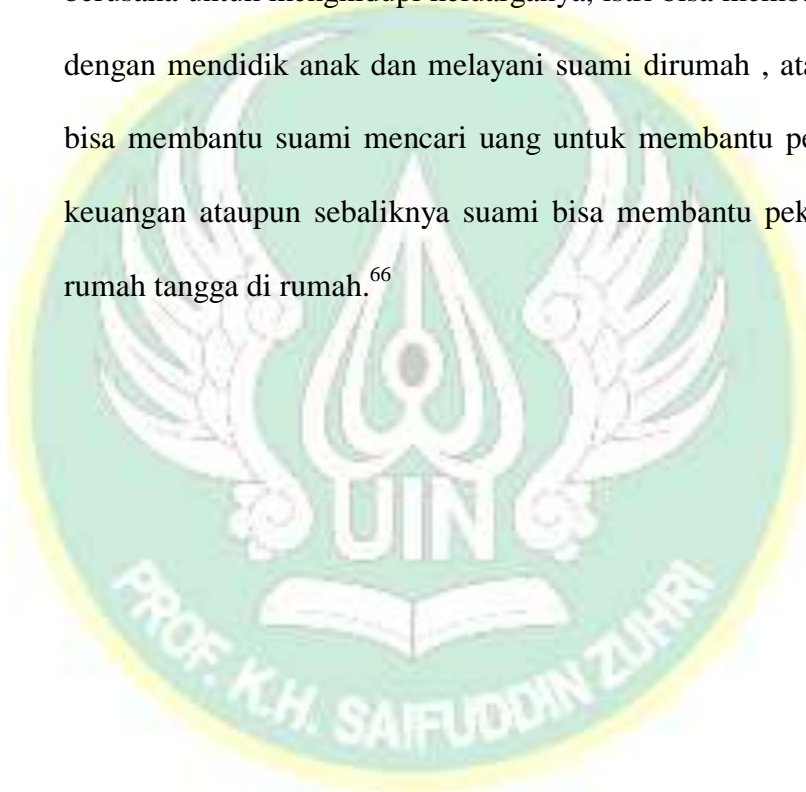 dengan mendidik anak dan melayani suami dirumah , ata
bisa membantu suami mencari uang untuk membantu pe
keuangan ataupun sebaliknya suami bisa membantu pek
rumah tangga di rumah.66
UIN
PROF. K.H. SAIFUDDIN ZUHRI